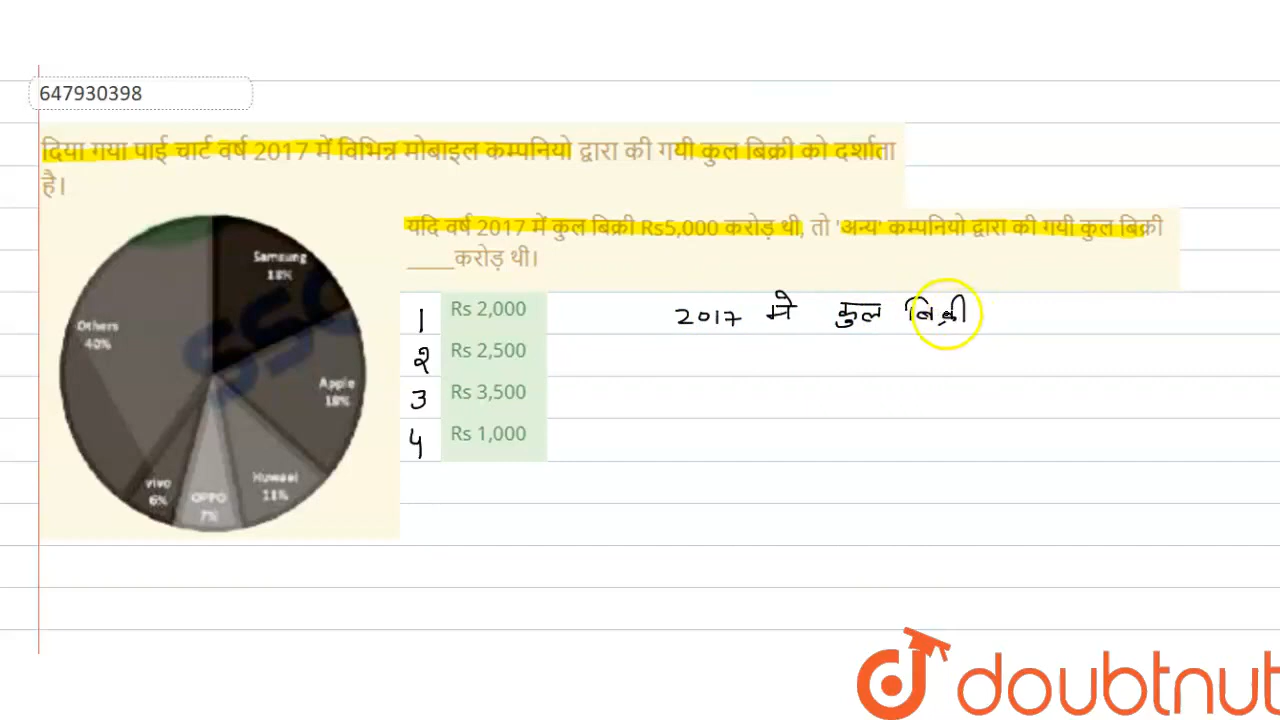 647930398
दिया गया पाई चार्ट वर्ष 2017 में विभिन्न मोबाइल कम्पनियो द्वारा की गयी कुल बिक्री को दर्शाता
है।
यदि वर्ष 2017 में कुल बिक्री Rs5,000 करोड़ थी, तो 'अन्य' कम्पनियो द्वारा की गयी कुल बिक्री
_____करोड़ थी।
Samsung
18%
Others
40%
Apple
18%
Huwaei
11%
vivo
6%
OPPO
7%
SSC
1 Rs 2,000
2 Rs 2,500
3 Rs 3,500
4 Rs 1,000
2017 मे कुल बिक्री
doubtnut